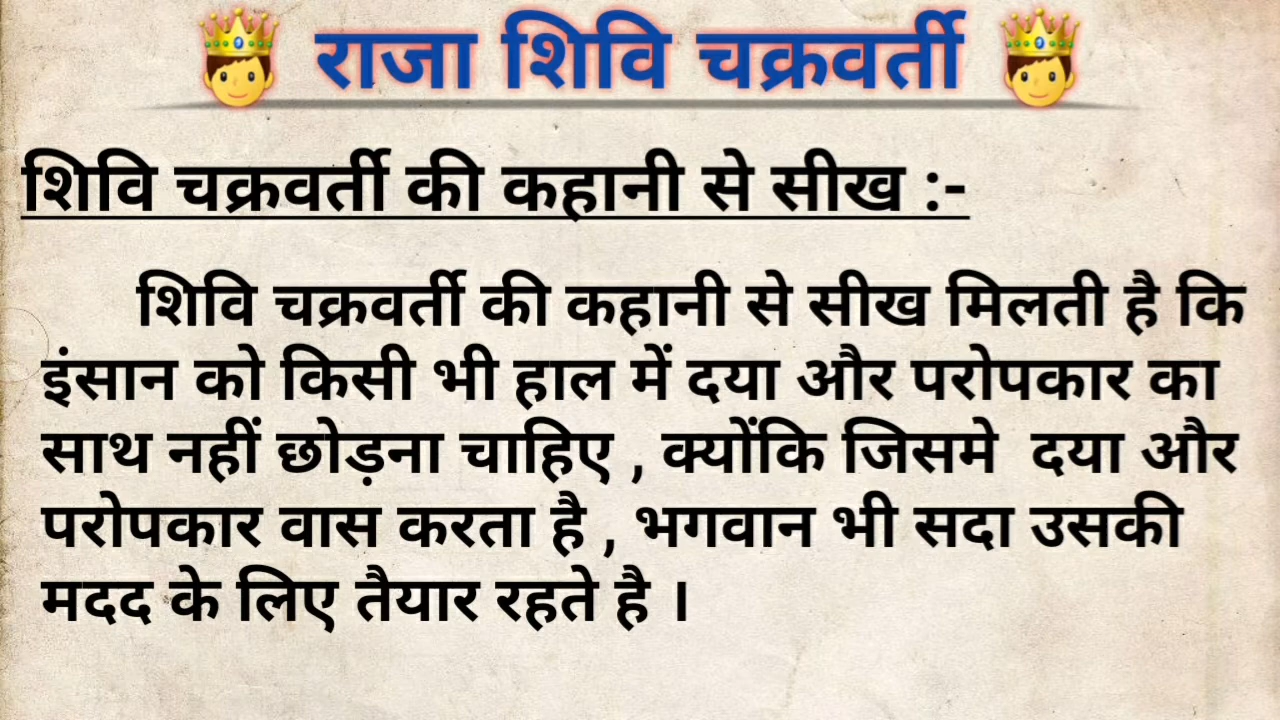 राजा शिवि चक्रवर्ती
शिवि चक्रवर्ती की कहानी से सीख :-
शिवि चक्रवर्ती की कहानी से सीख मिलती है कि
इंसान को किसी भी हाल में दया और परोपकार का
साथ नहीं छोड़ना चाहिए , क्योंकि जिसमे दया और
परोपकार वास करता है , भगवान भी सदा उसकी
मदद के लिए तैयार रहते है ।